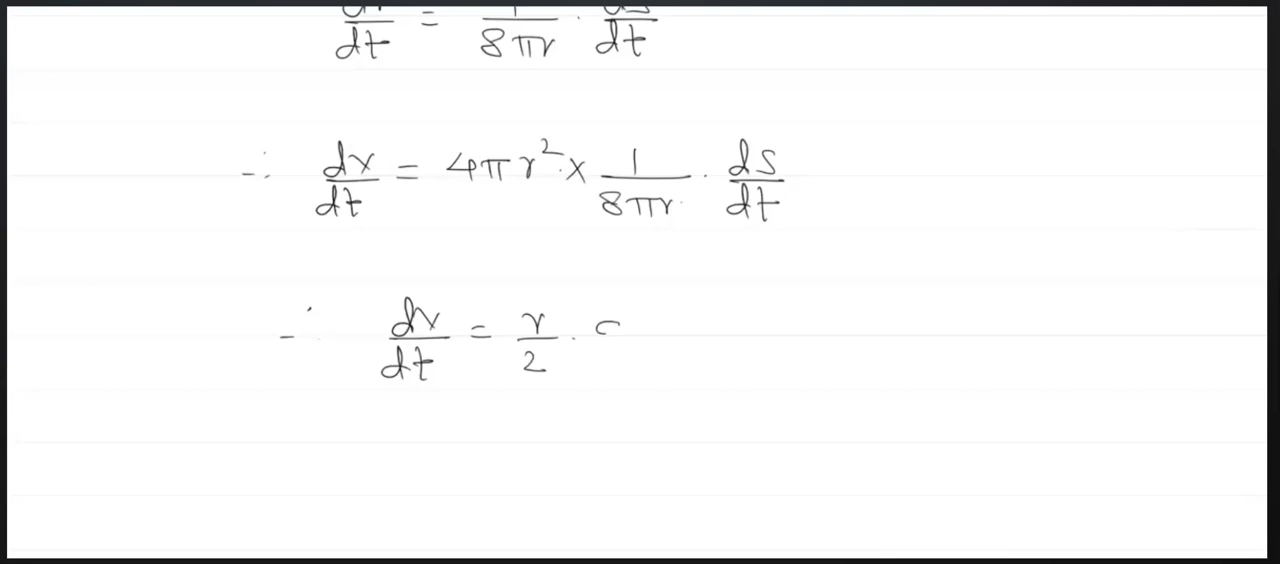 dr/dt = 1/8πr · ds/dt
∴ dv/dt = 4πr² × 1/8πr · ds/dt
∴ dv/dt = r/2 ·